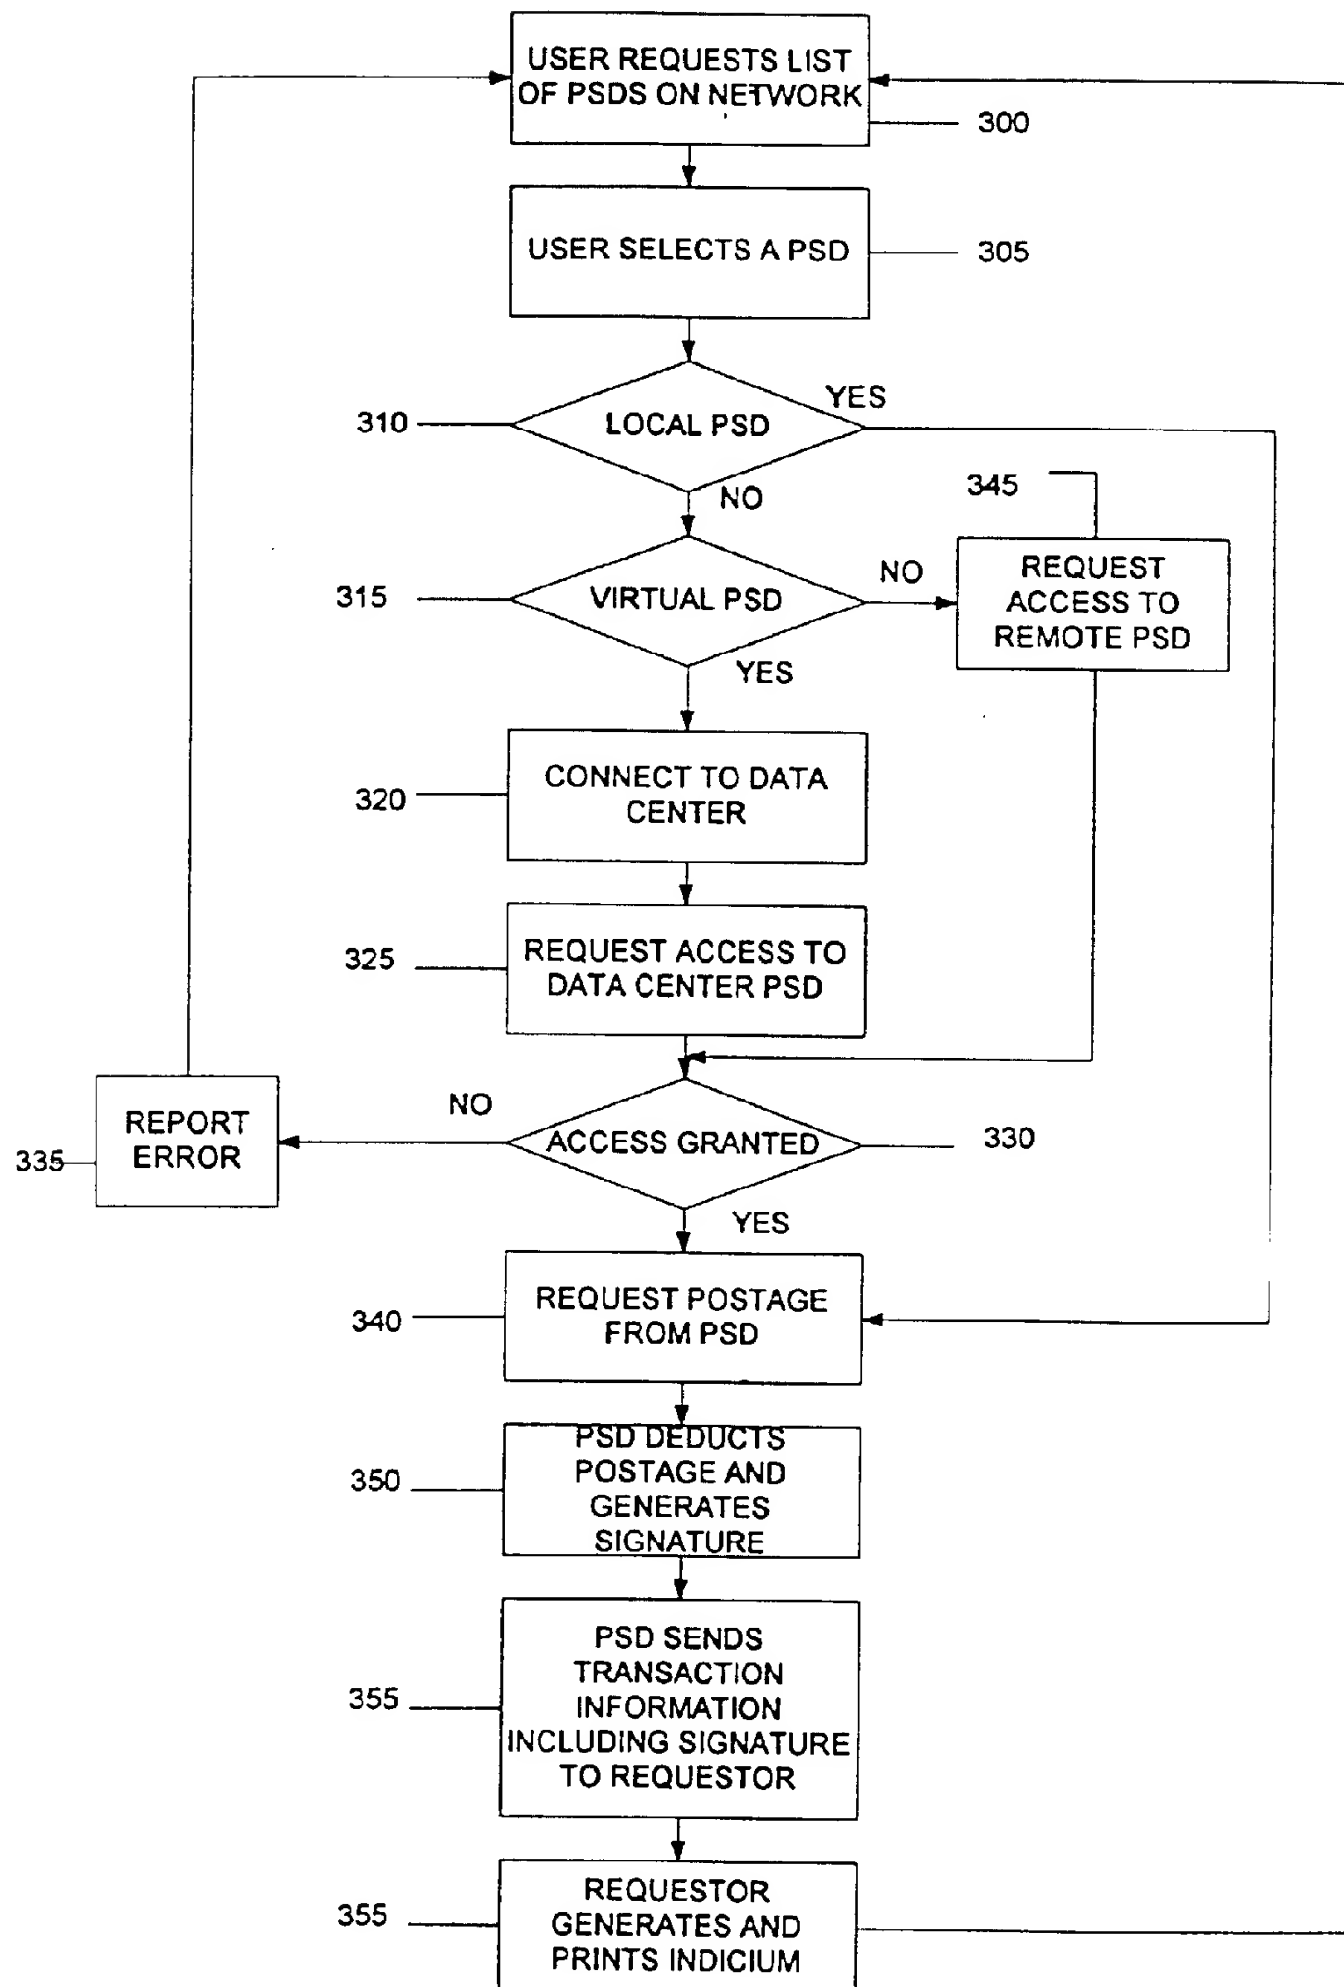 USER REQUESTS LIST
OF PSDS ON NETWORK
300
USER SELECTS A PSD
305
YES
310
LOCAL PSD
NO
345
REQUEST
ACCESS TO
REMOTE PSD
NO
315
VIRTUAL PSD
YES
CONNECT TO DATA
CENTER
320
REQUEST ACCESS TO
DATA CENTER PSD
325
NO
REPORT
ERROR
335
ACCESS GRANTED
330
YES
REQUEST POSTAGE
FROM PSD
340
PSD DEDUCTS
POSTAGE AND
GENERATES
SIGNATURE
350
PSD SENDS
TRANSACTION
INFORMATION
INCLUDING SIGNATURE
TO REQUESTOR
355
REQUESTOR
GENERATES AND
PRINTS INDICIUM
355